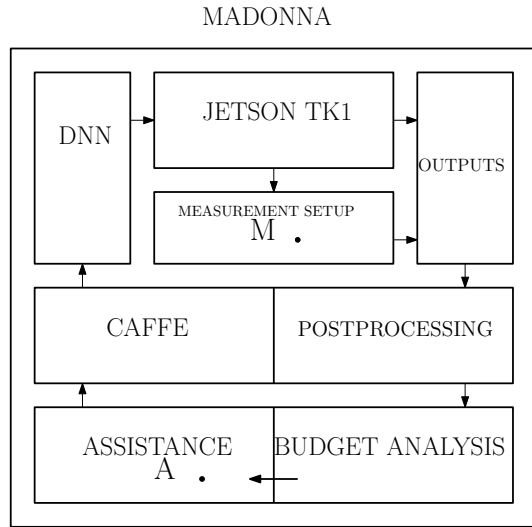 MADONNA
DNN
JETSON TK1
OUTPUTS
MEASUREMENT SETUP
M
CAFFE
POSTPROCESSING
ASSISTANCE
A
BUDGET ANALYSIS